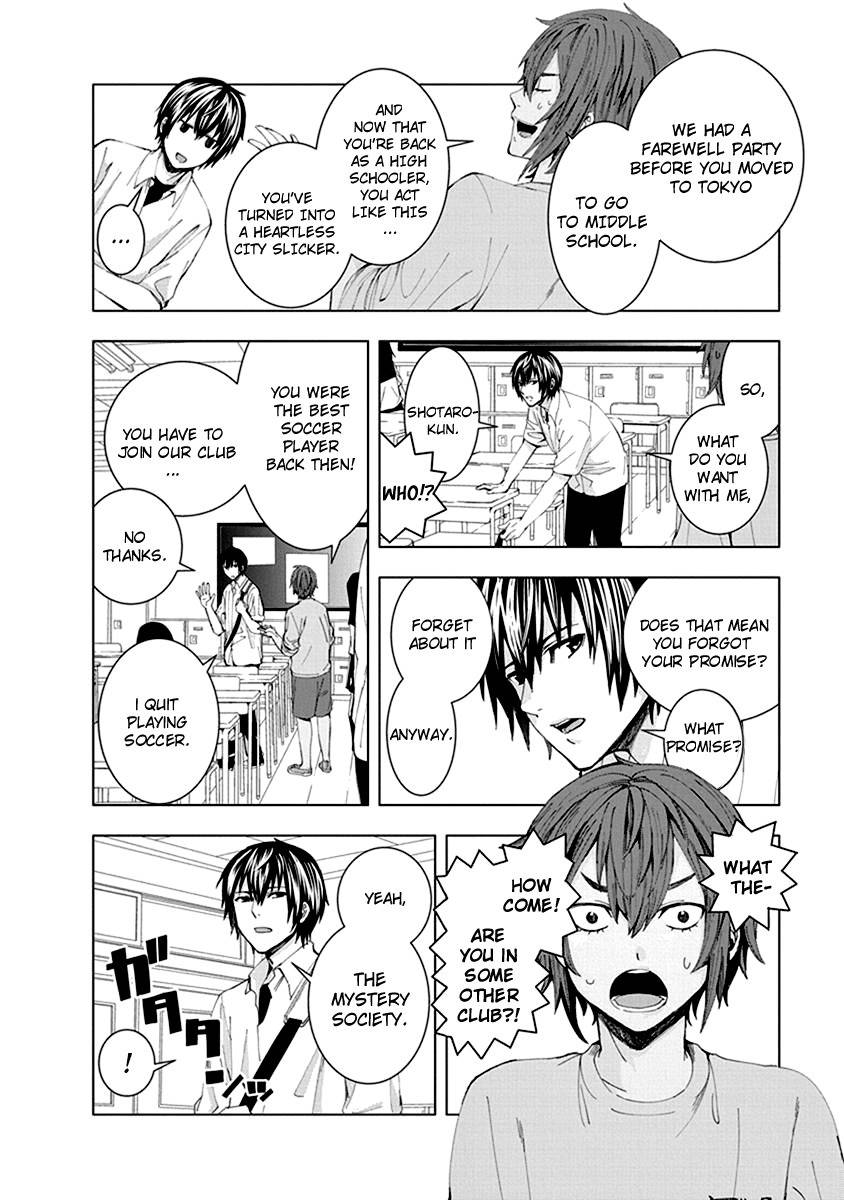 WE HAD A
FAREWELL PARTY
BEFORE YOU MOVED
TO TOKYO
TO GO
TO MIDDLE
SCHOOL.
AND
NOW THAT
YOU'RE BACK
AS A HIGH
SCHOOLER,
YOU ACT
LIKE THIS
...
YOU'VE
TURNED INTO
A HEARTLESS
CITY SLICKER.
...
SO,
WHAT
DO YOU
WANT
WITH ME,
SHOTARO-
KUN.
WHO!?
YOU WERE
THE BEST
SOCCER
PLAYER
BACK THEN!
YOU HAVE TO
JOIN OUR CLUB
...
NO
THANKS.
I QUIT
PLAYING
SOCCER.
DOES THAT MEAN
YOU FORGOT
YOUR PROMISE?
WHAT
PROMISE?
FORGET
ABOUT IT
ANYWAY.
WHAT
THE-
HOW
COME!
ARE
YOU IN
SOME
OTHER
CLUB?!
YEAH,
THE
MYSTERY
SOCIETY.
ガタタンッ
!